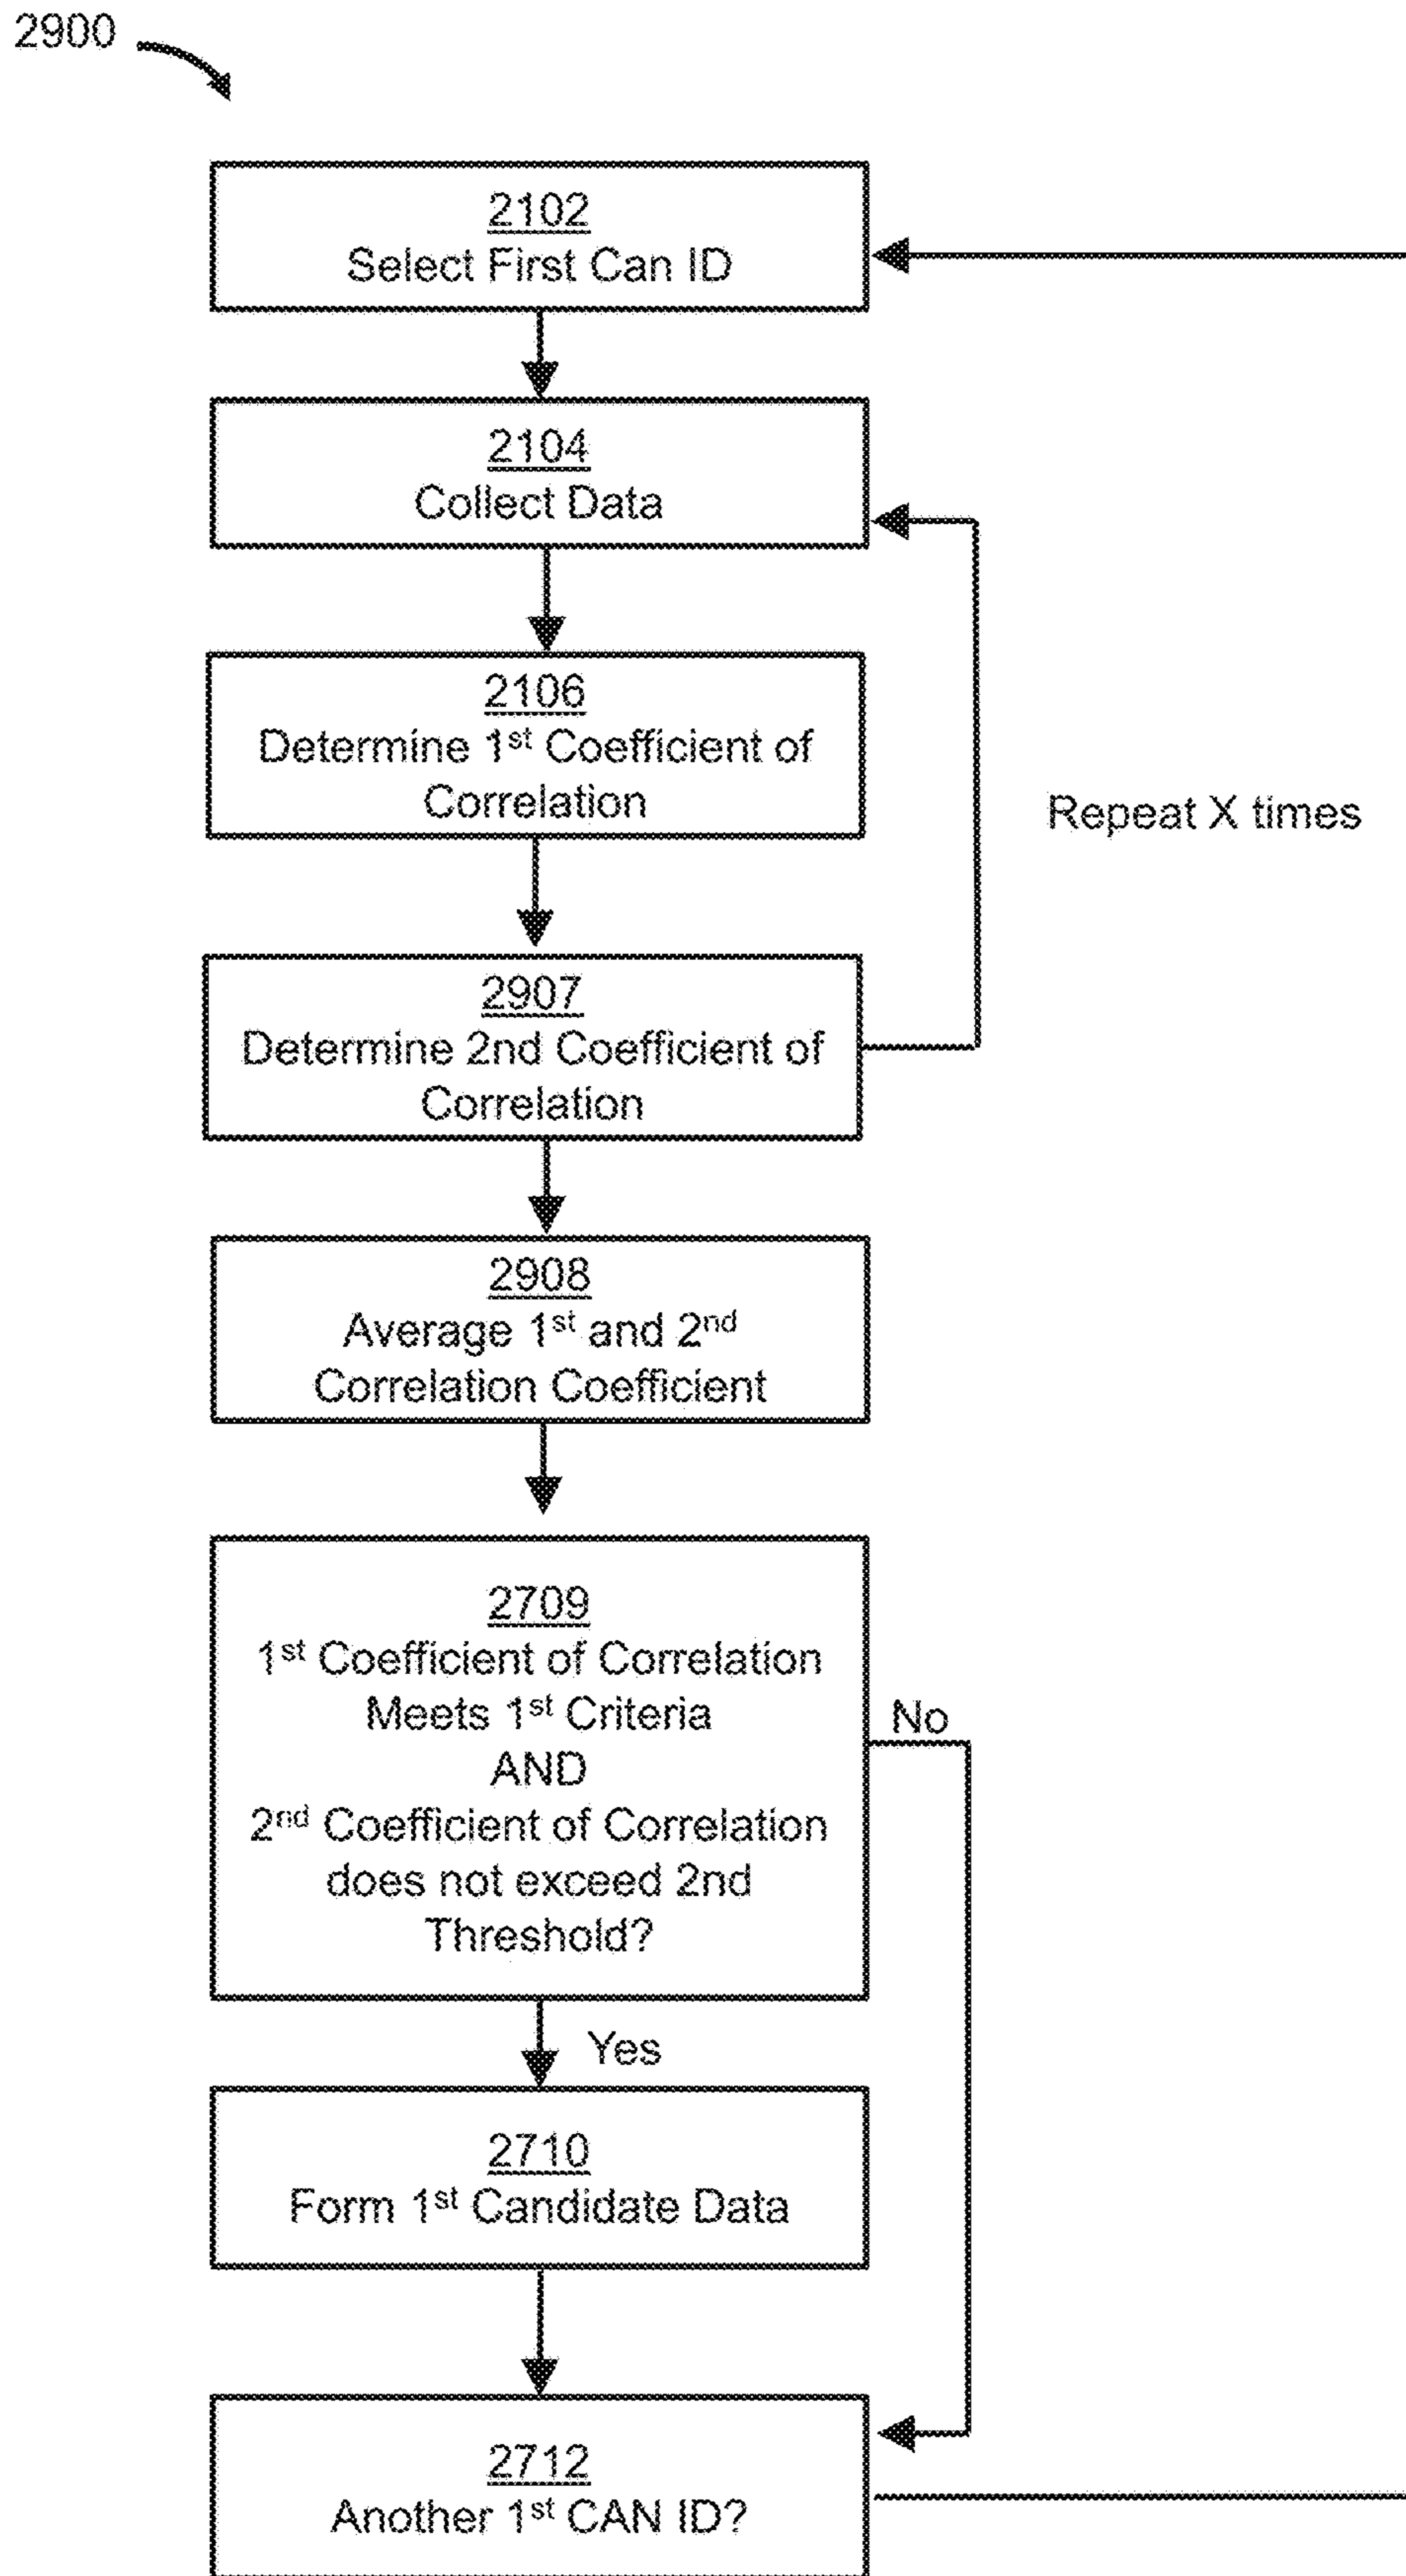 2900
2102
Select First Can ID
2104
Collect Data
2106
Determine 1st Coefficient of
Correlation
Repeat X times
2907
Determine 2nd Coefficient of
Correlation
2908
Average 1st and 2nd
Correlation Coefficient
2709
1st Coefficient of Correlation
Meets 1st Criteria
AND
2nd Coefficient of Correlation
does not exceed 2nd
Threshold?
No
Yes
2710
Form 1st Candidate Data
2712
Another 1st CAN ID?